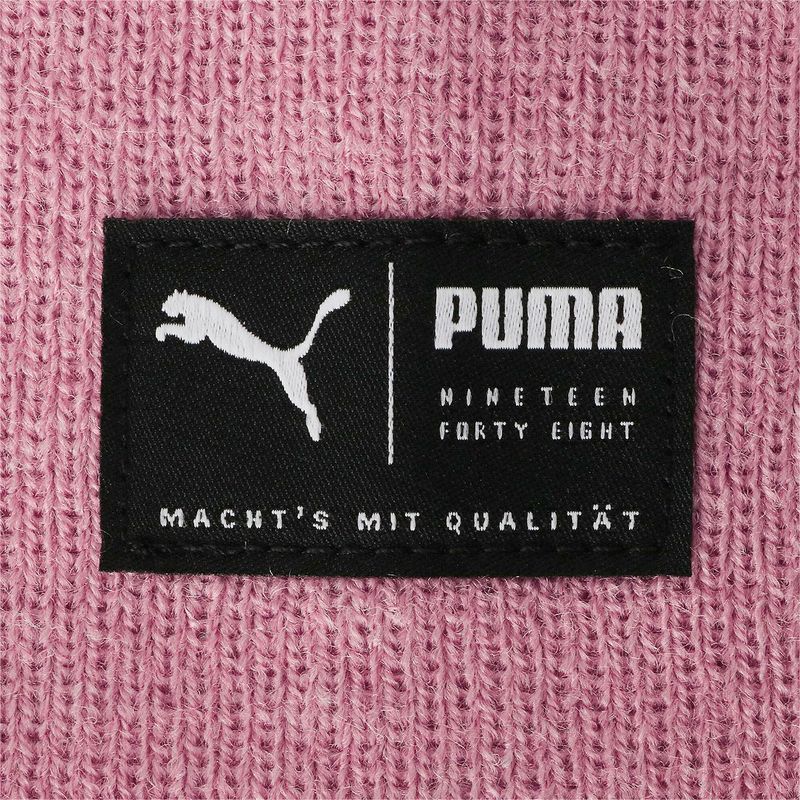 PUMA
NINETEEN
FORTY EIGHT
MACHT'S MIT QUALITÄT